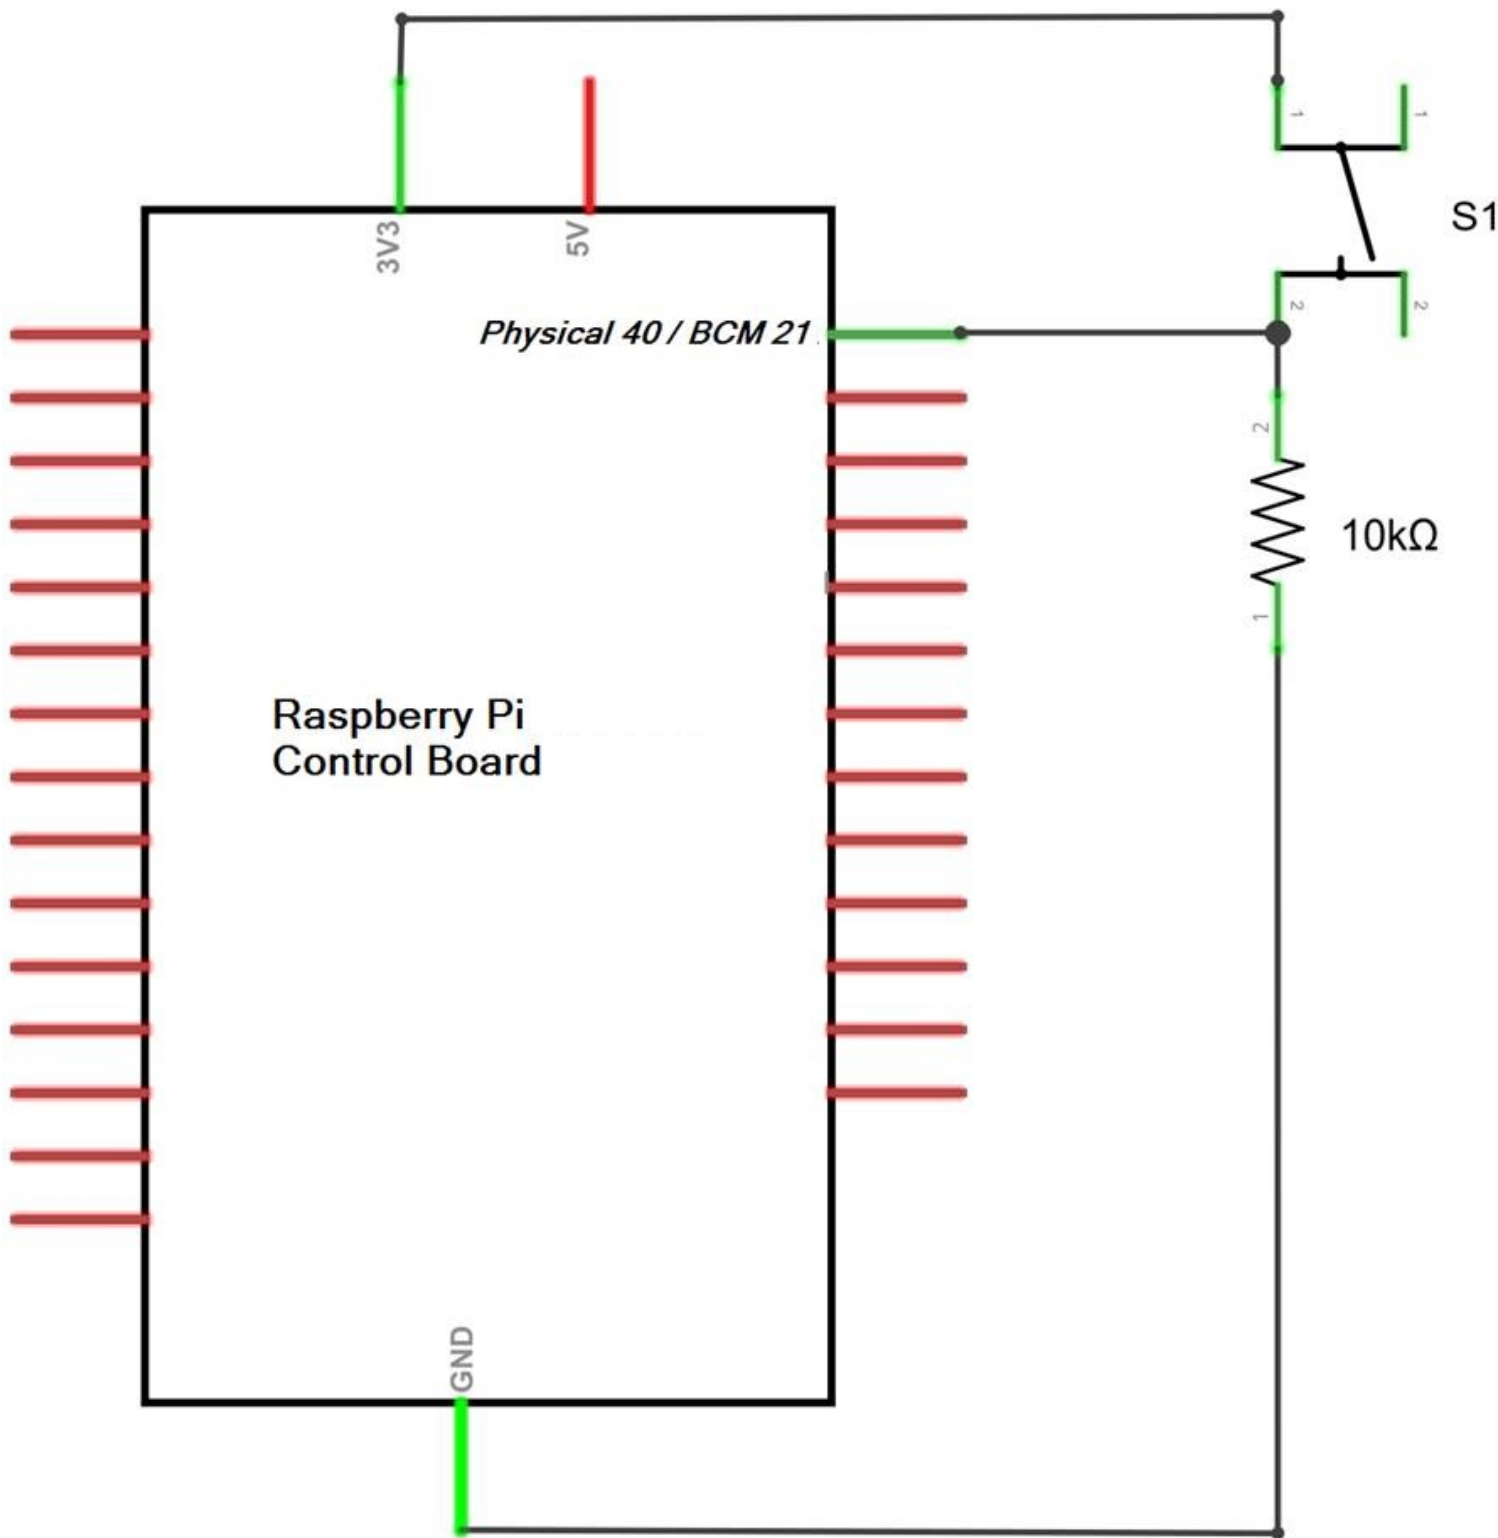 1
1
3V3
5V
S1
2
2
Physical 40 / BCM 21
2
10kΩ
1
Raspberry Pi
Control Board
GND